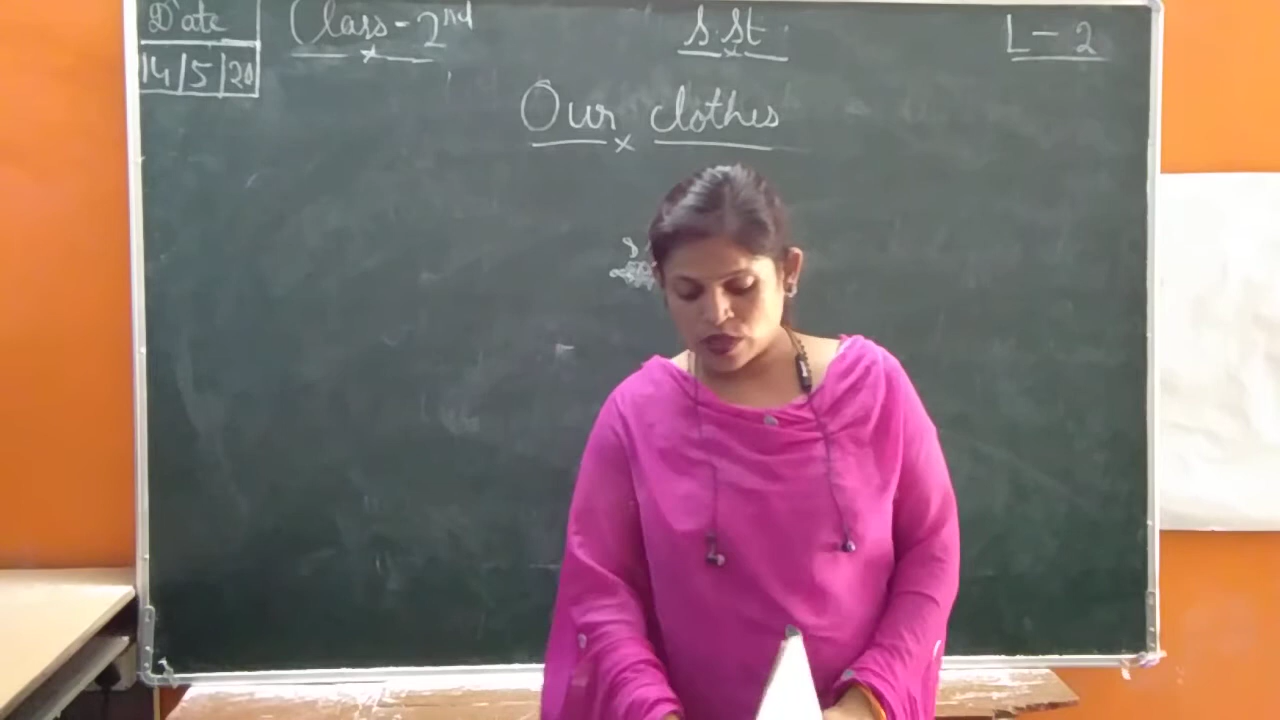 Date
14/5/20
Class - 2nd
S.St
L - 2
Our clothes